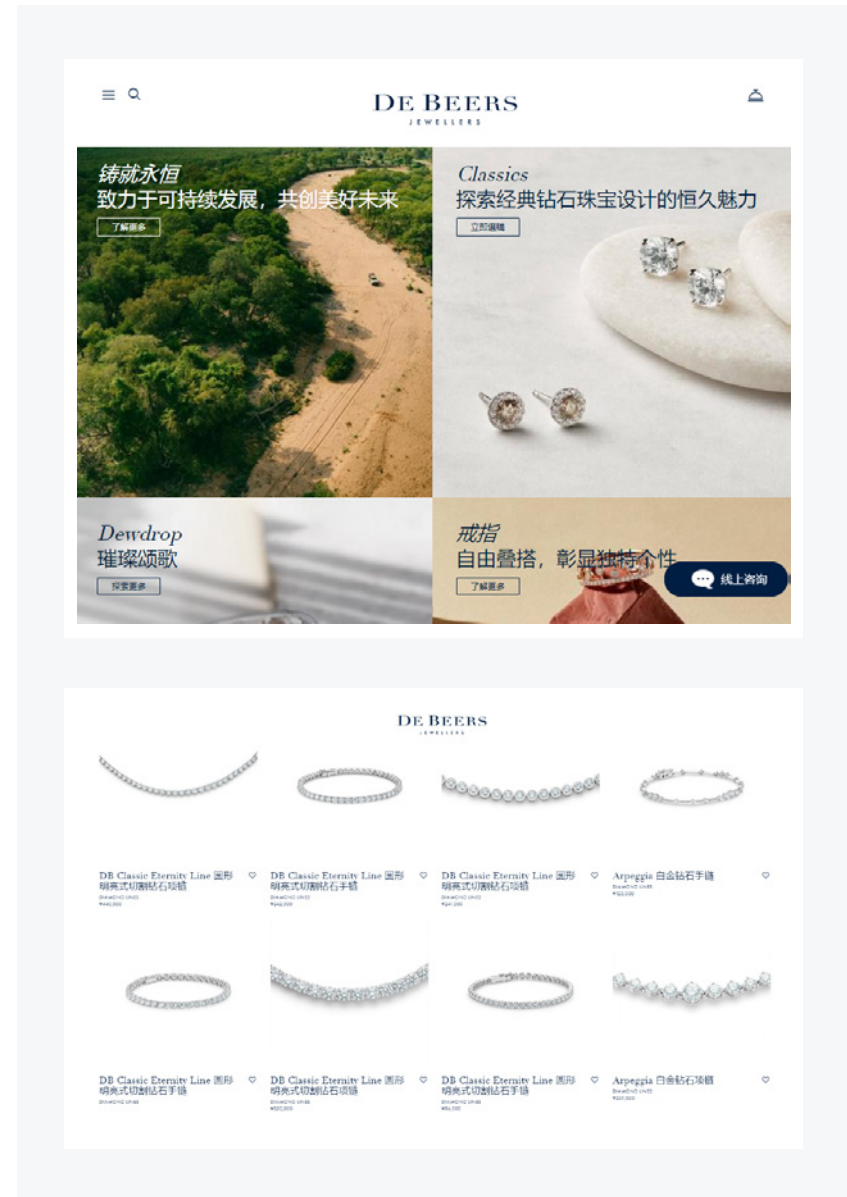 DE BEERS
JEWELLERS
铸就永恒
致力于可持续发展，共创美好未来
了解更多
Classics
探索经典钻石珠宝设计的恒久魅力
立即选购
Dewdrop
璀璨颂歌
探索更多
戒指
自由叠搭，彰显独特个性
了解更多
线上咨询
DE BEERS
JEWELLERS
DB Classic Eternity Line 圆形
明亮式切割钻石项链
DB Classic Eternity Line 圆形
明亮式切割钻石手链
DB Classic Eternity Line 圆形
明亮式切割钻石项链
Arpeggia 白金钻石手链
DB Classic Eternity Line 圆形
明亮式切割钻石手链
DB Classic Eternity Line 圆形
明亮式切割钻石项链
DB Classic Eternity Line 圆形
明亮式切割钻石手链
Arpeggia 白金钻石项链